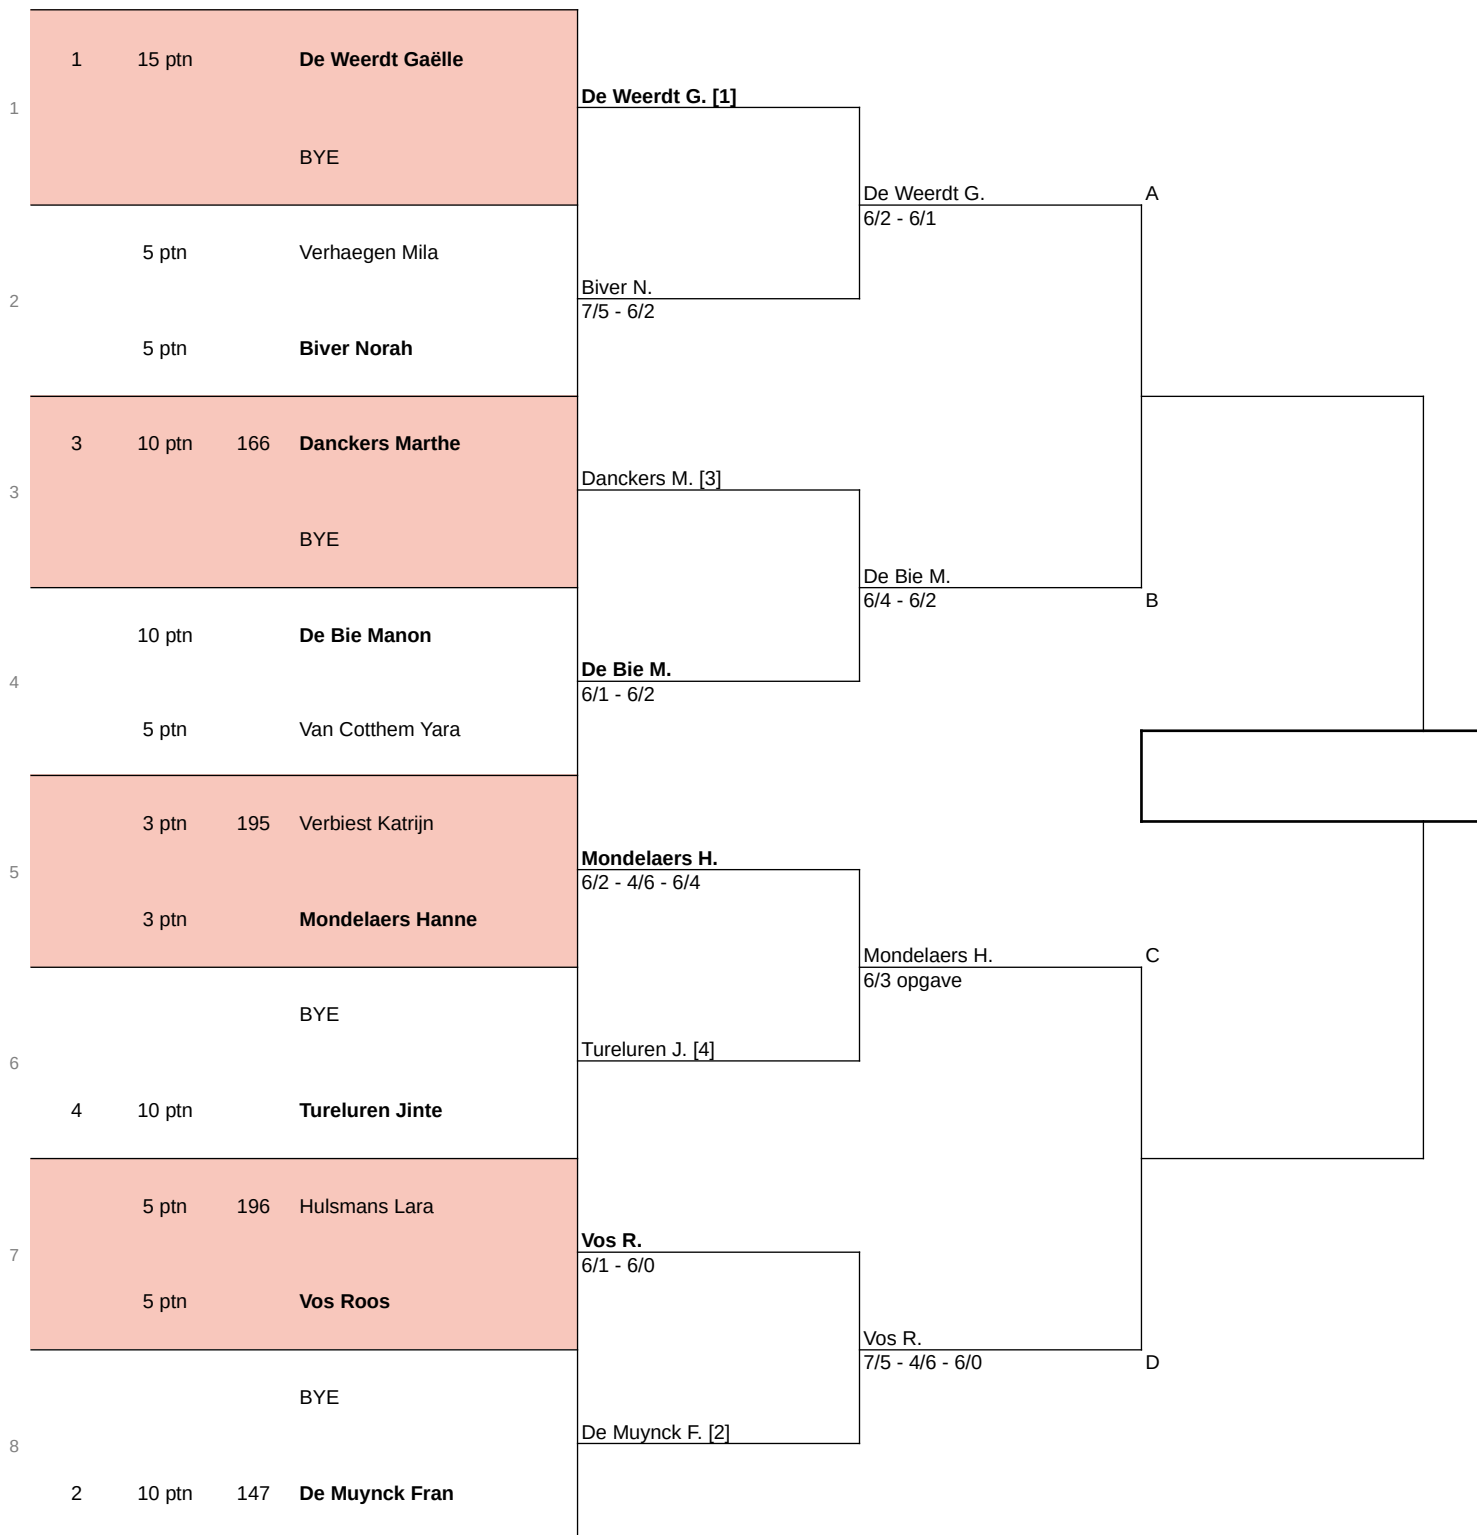 1 15 ptn De Weerdt Gaëlle
De Weerdt G. [1]
1
BYE
De Weerdt G. A
6/2 - 6/1
5 ptn Verhaegen Mila
Biver N.
2
7/5 - 6/2
5 ptn Biver Norah
3 10 ptn 166 Danckers Marthe
Danckers M. [3]
3
BYE
De Bie M.
6/4 - 6/2 B
10 ptn De Bie Manon
De Bie M.
4
6/1 - 6/2
5 ptn Van Cotthem Yara
3 ptn 195 Verbiest Katrijn
Mondelaers H.
5
6/2 - 4/6 - 6/4
3 ptn Mondelaers Hanne
Mondelaers H. C
6/3 opgave
BYE
Tureluren J. [4]
6
4 10 ptn Tureluren Jinte
5 ptn 196 Hulsmans Lara
Vos R.
7
6/1 - 6/0
5 ptn Vos Roos
Vos R.
7/5 - 4/6 - 6/0 D
BYE
De Muynck F. [2]
8
2 10 ptn 147 De Muynck Fran